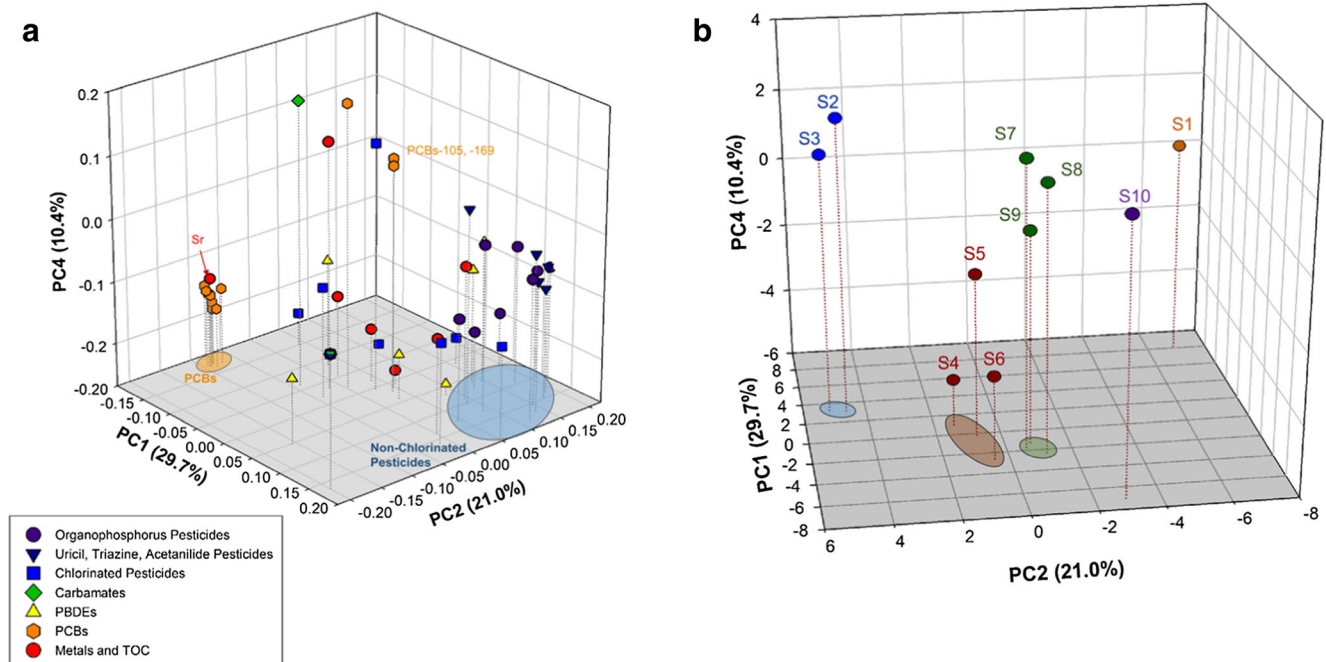 a
0.2
0.1
0.0
-0.1
-0.2
PC4 (10.4%)
-0.20
-0.15
-0.10
-0.05
0.00
0.05
0.10
0.15
0.20
PC1 (29.7%)
-0.20
-0.15
-0.10
-0.05
0.00
0.05
0.10
0.15
0.20
PC2 (21.0%)
Sr
PCBs-105, -169
PCBs
Non-Chlorinated
Pesticides
Organophosphorus Pesticides
Uricil, Triazine, Acetanilide Pesticides
Chlorinated Pesticides
Carbamates
PBDEs
PCBs
Metals and TOC
b
4
2
0
-2
-4
-6
PC4 (10.4%)
8
6
4
2
0
-2
-4
-6
-8
PC1 (29.7%)
6
4
2
0
-2
-4
-6
-8
PC2 (21.0%)
S2
S3
S7
S8
S1
S10
S9
S5
S4
S6